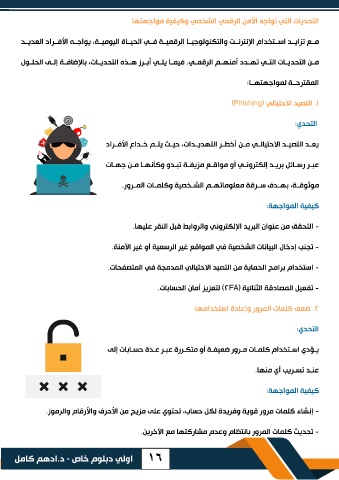 التحديات التي تواجه الأمن الرقمي الشخصي وكيفية مواجهتها
مع تزايد استخدام الإنترنت والتكنولوجيا الرقمية في الحياة اليومية، يواجه الأفراد العديد
من التحديات التي تهدد أمنهم الرقمي. فيما يلي أبرز هذه التحديات، بالإضافة إلى الحلول
المقترحة لمواجهتها:
١. التصيد الاحتيالي (Phishing)
التحدي:
يعد التصيد الاحتيالي من أخطر التهديدات، حيث يتم خداع الأفراد
عبر رسائل بريد إلكتروني أو مواقع مزيفة تبدو وكأنها من جهات
موثوقة، بهدف سرقة معلوماتهم الشخصية وكلمات المرور.
كيفية المواجهة:
- التحقق من عنوان البريد الإلكتروني والروابط قبل النقر عليها.
- تجنب إدخال البيانات الشخصية في المواقع غير الرسمية أو غير الآمنة.
- استخدام برامج الحماية من التصيد الاحتيالي المدمجة في المتصفحات.
- تفعيل المصادقة الثنائية (٢FA) لتعزيز أمان الحسابات.
٢. ضعف كلمات المرور وإعادة استخدامها
التحدي:
يؤدي استخدام كلمات مرور ضعيفة أو متكررة عبر عدة حسابات إلى
عند تسريب أي منها.
كيفية المواجهة:
- إنشاء كلمات مرور قوية وفريدة لكل حساب، تحتوي على مزيج من الأحرف والأرقام والرموز.
- تحديث كلمات المرور بانتظام وعدم مشاركتها مع الآخرين.
١٦
اولي دبلوم خاص - د.ادهم كامل